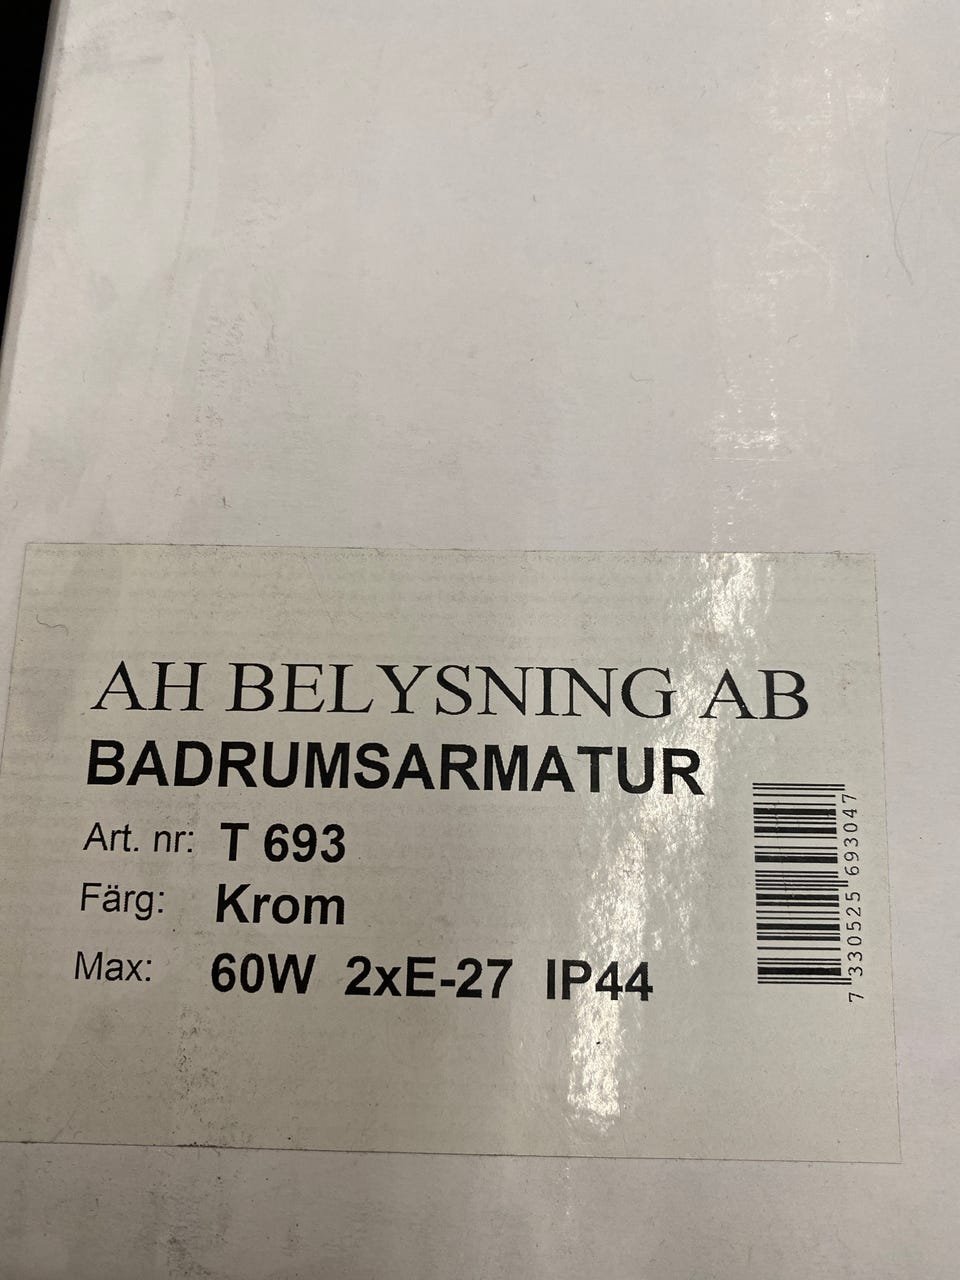 AH BELYSNING AB
BADRUMSARMATUR
Art. nr: T 693
Färg: Krom
Max: 60W 2xE-27 IP44
7 330525 693047